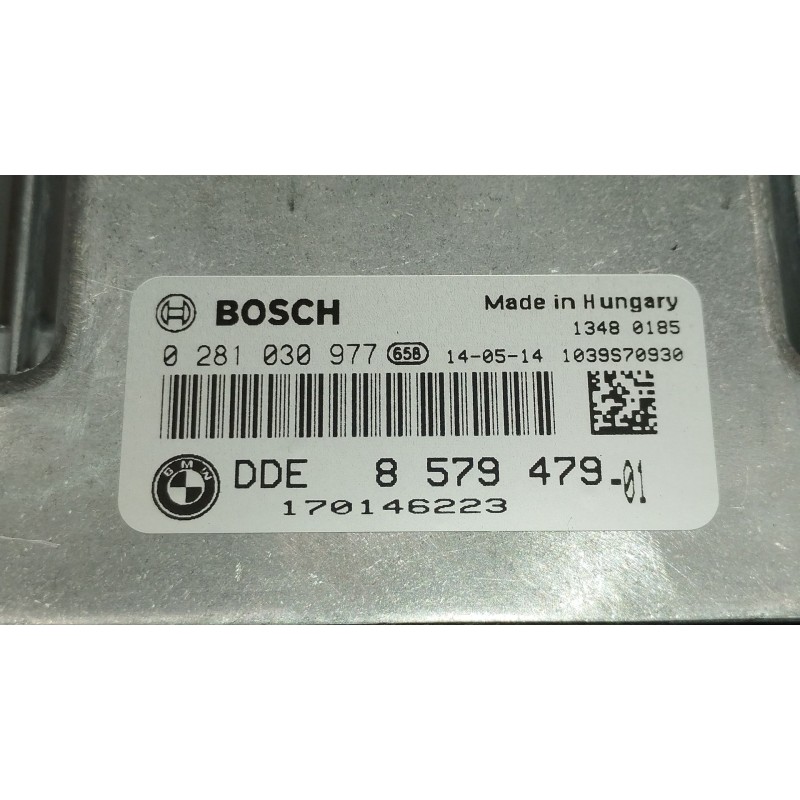 BOSCH Made in Hungary
1348 0185
0 281 030 977 658 14-05-14 1039S70930
BMW DDE 8 579 479-01
170146223